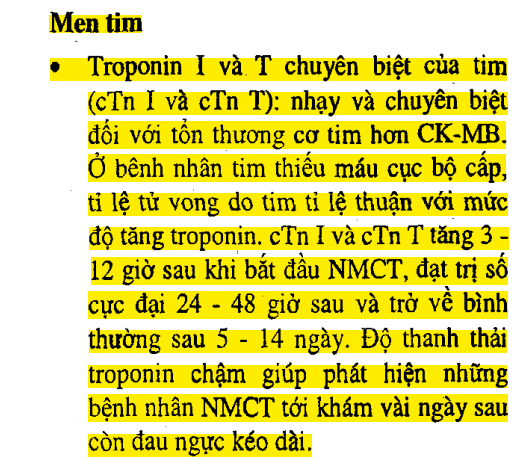 Men tim
• Troponin I và T chuyên biệt của tim
(cTn I và cTn T): nhạy và chuyên biệt
đối với tổn thương cơ tim hơn CK-MB.
Ở bênh nhân tim thiếu máu cục bộ cấp,
tỉ lệ tử vong do tim tỉ lệ thuận với mức
độ tăng troponin. cTn I và cTn T tăng 3 -
12 giờ sau khi bắt đầu NMCT, đạt trị số
cực đại 24 - 48 giờ sau và trở về bình
thường sau 5 - 14 ngày. Độ thanh thải
troponin chậm giúp phát hiện những
bệnh nhân NMCT tới khám vài ngày sau
còn đau ngực kéo dài.